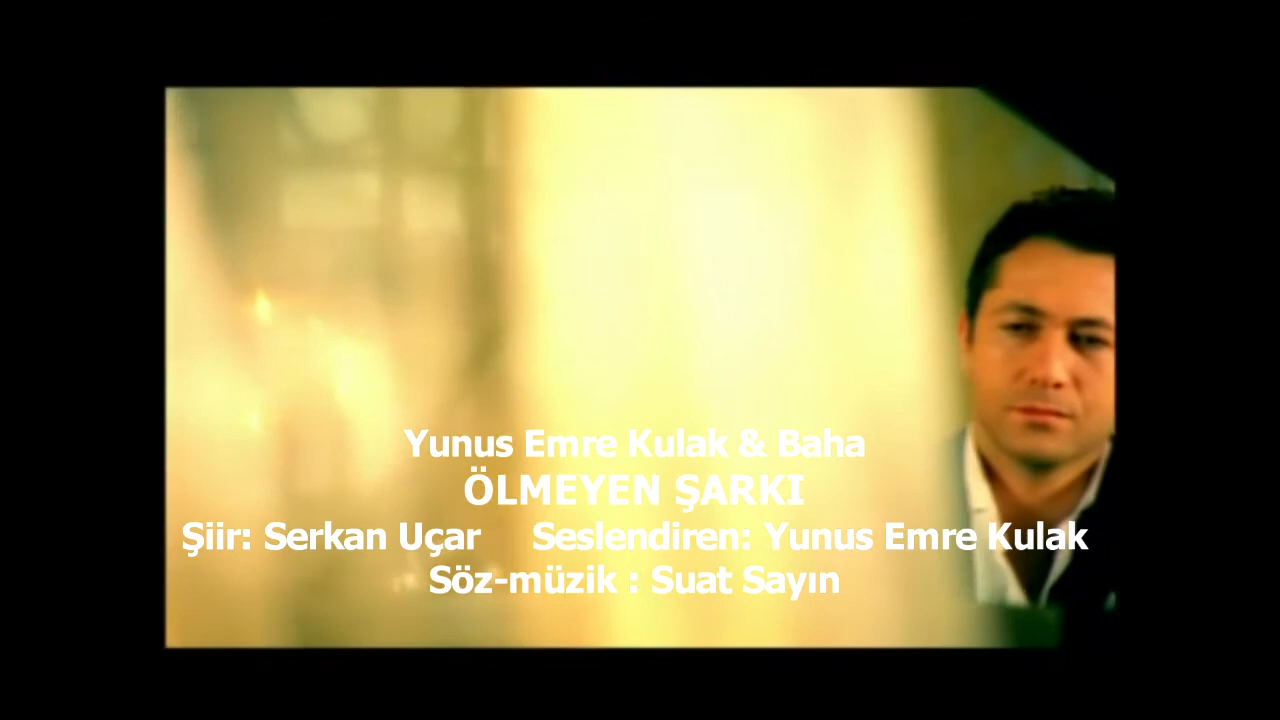 Yunus Emre Kulak & Baha
ÖLMEYEN ŞARKI
Şiir: Serkan Uçar Seslendiren: Yunus Emre Kulak
Söz-müzik : Suat Sayın